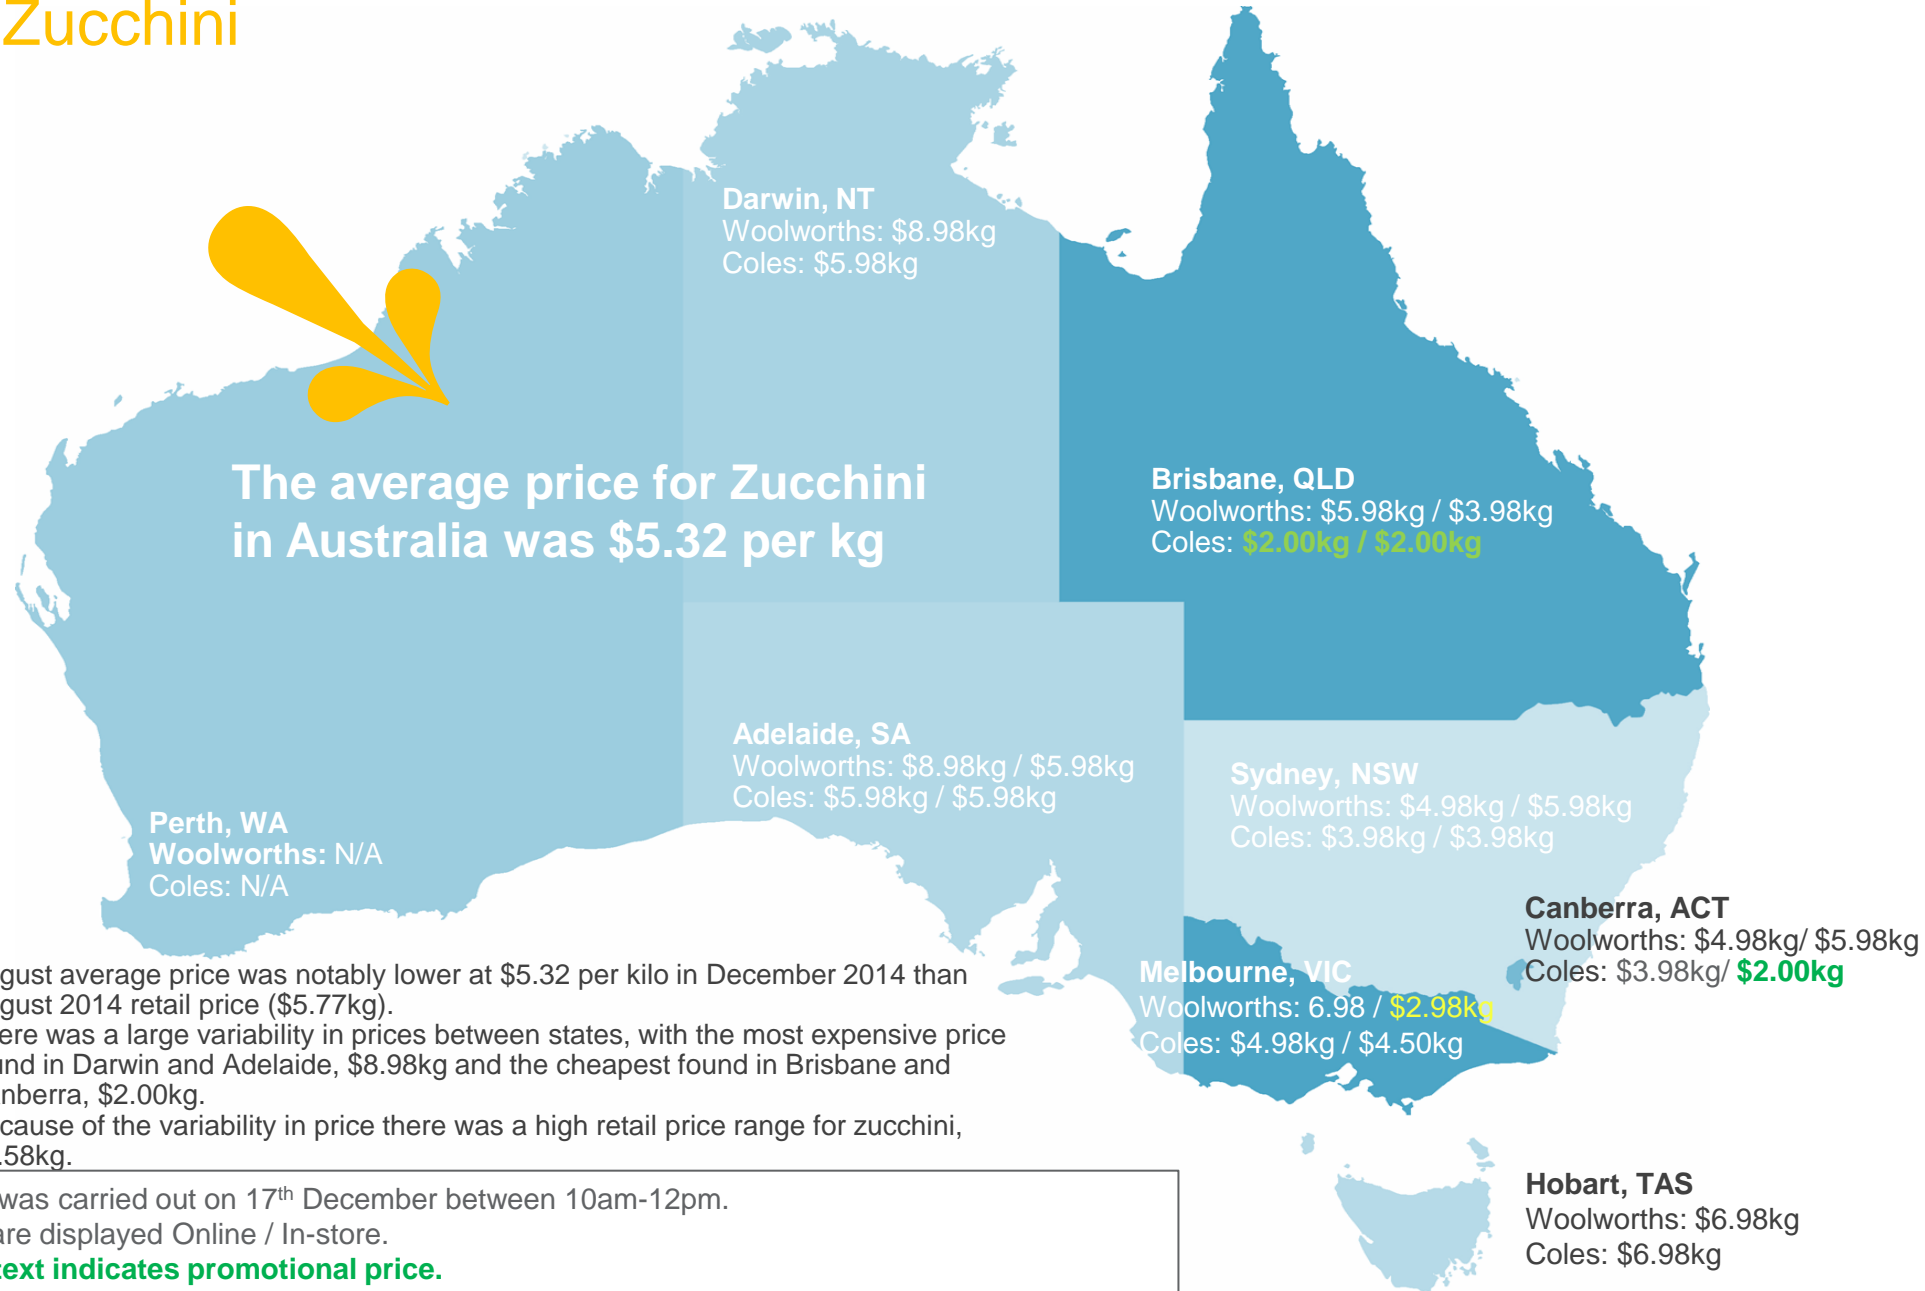 Zucchini
Darwin, NT
Woolworths: $8.98kg
Coles: $5.98kg
The average price for Zucchini
in Australia was $5.32 per kg
Brisbane, QLD
Woolworths: $5.98kg / $3.98kg
Coles: $2.00kg / $2.00kg
Adelaide, SA
Woolworths: $8.98kg / $5.98kg
Coles: $5.98kg / $5.98kg
Sydney, NSW
Woolworths: $4.98kg / $5.98kg
Coles: $3.98kg / $3.98kg
Perth, WA
Woolworths: N/A
Coles: N/A
Canberra, ACT
Woolworths: $4.98kg/ $5.98kg
Coles: $3.98kg/ $2.00kg
Melbourne, VIC
Woolworths: 6.98 / $2.98kg
Coles: $4.98kg / $4.50kg
gust average price was notably lower at $5.32 per kilo in December 2014 than
gust 2014 retail price ($5.77kg).
ere was a large variability in prices between states, with the most expensive price
und in Darwin and Adelaide, $8.98kg and the cheapest found in Brisbane and
nberra, $2.00kg.
cause of the variability in price there was a high retail price range for zucchini,
.58kg.
was carried out on 17th December between 10am-12pm.
are displayed Online / In-store.
text indicates promotional price.
Hobart, TAS
Woolworths: $6.98kg
Coles: $6.98kg